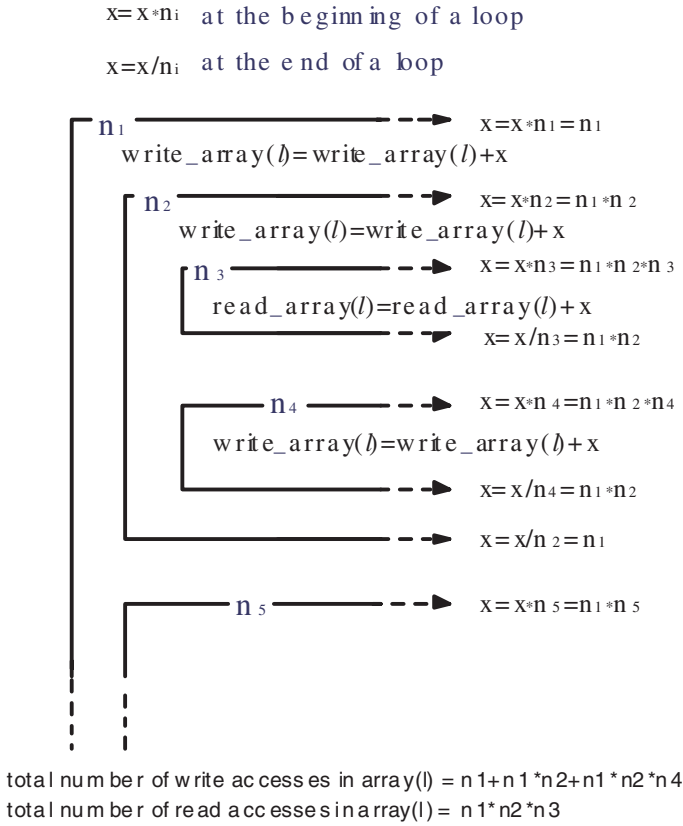 x=x*ni at the beginning of a loop
x=x/ni at the end of a loop
n1 x=x*n1=n1
write_array(l)=write_array(l)+x
n2 x=x*n2=n1*n2
write_array(l)=write_array(l)+x
n3 x=x*n3=n1*n2*n3
read_array(l)=read_array(l)+x
x=x/n3=n1*n2
n4 x=x*n4=n1*n2*n4
write_array(l)=write_array(l)+x
x=x/n4=n1*n2
x=x/n2=n1
n5 x=x*n5=n1*n5
total number of write accesses in array(l) = n1+n1*n2+n1*n2*n4
total number of read accesses in array(l) = n1*n2*n3